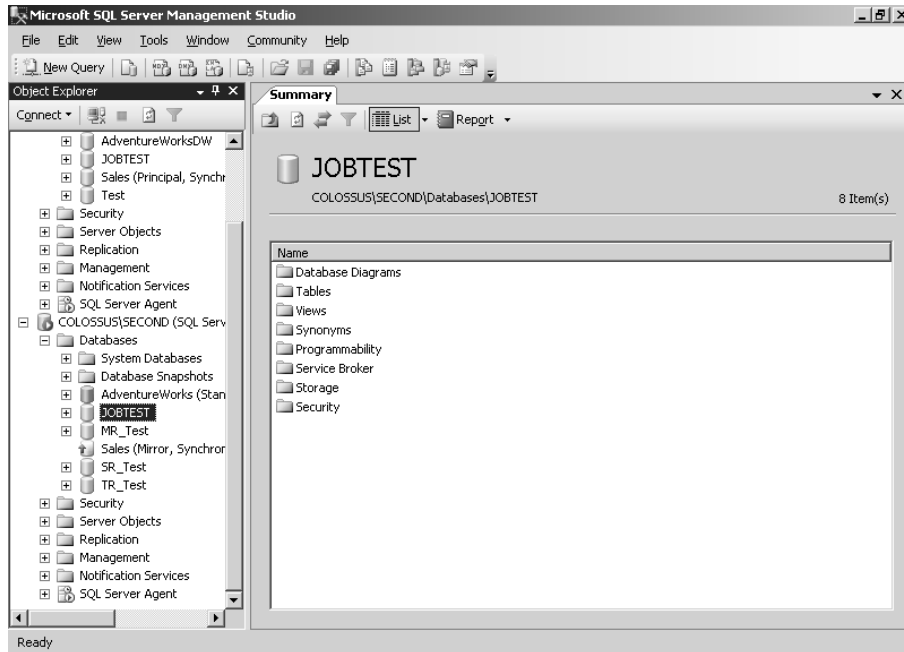 Microsoft SQL Server Management Studio
File Edit View Tools Window Community Help
New Query
Object Explorer
Connect
AdventureWorksDW
JOBTEST
Sales (Principal, Synchr
Test
Security
Server Objects
Replication
Management
Notification Services
SQL Server Agent
COLOSSUS\SECOND (SQL Serv
Databases
System Databases
Database Snapshots
AdventureWorks (Stan
JOBTEST
MR_Test
Sales (Mirror, Synchror
SR_Test
TR_Test
Security
Server Objects
Replication
Management
Notification Services
SQL Server Agent
Summary
List Report
JOBTEST
COLOSSUS\SECOND\Databases\JOBTEST 8 Item(s)
Name
Database Diagrams
Tables
Views
Synonyms
Programmability
Service Broker
Storage
Security
Ready